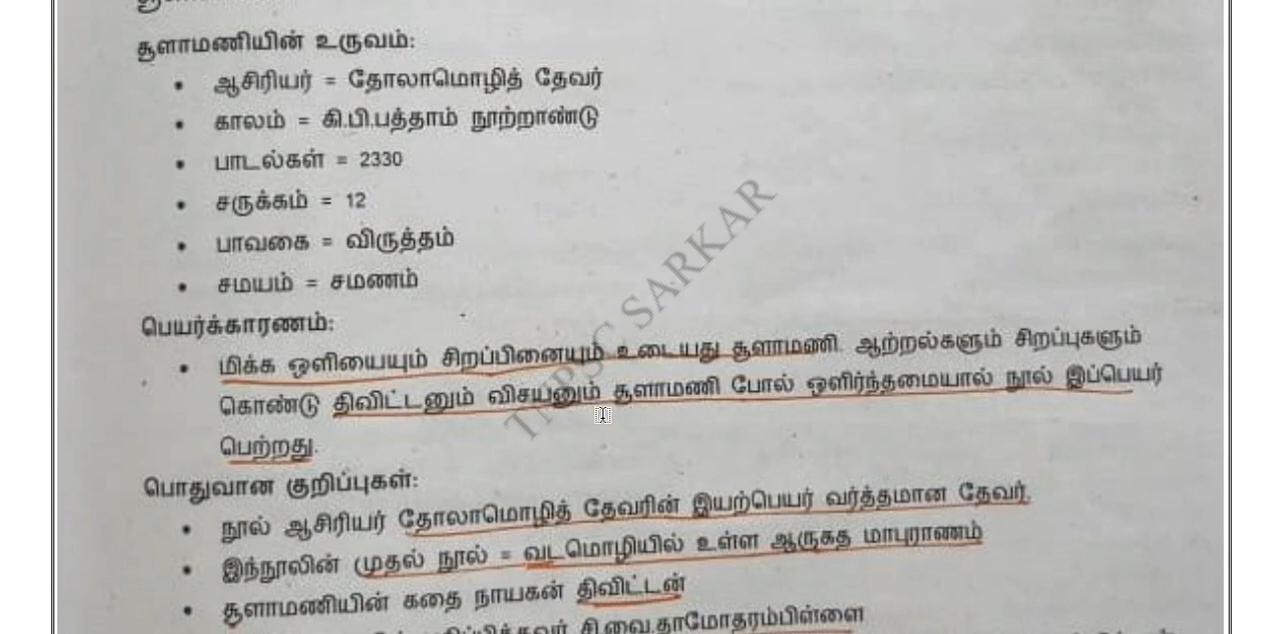 சூளாமணியின் உருவம்:
• ஆசிரியர் = தோலாமொழித் தேவர்
• காலம் = கி.பி.பத்தாம் நூற்றாண்டு
• பாடல்கள் = 2330
• சருக்கம் = 12
• பாவகை = விருத்தம்
• சமயம் = சமணம்
பெயர்க்காரணம்:
• மிக்க ஒளியையும் சிறப்பினையும் உடையது சூளாமணி. ஆற்றல்களும் சிறப்புகளும்
கொண்டு திவிட்டனும் விசயனும் சூளாமணி போல் ஒளிர்ந்தமையால் நூல் இப்பெயர்
பெற்றது.
பொதுவான குறிப்புகள்:
• நூல் ஆசிரியர் தோலாமொழித் தேவரின் இயற்பெயர் வர்த்தமான தேவர்
• இந்நூலின் முதல் நூல் = வடமொழியில் உள்ள ஆருகத மாபுராணம்
• சூளாமணியின் கதை நாயகன் திவிட்டன்
சி.வை.தாமோதரம்பிள்ளை
TNPSC SARKAR